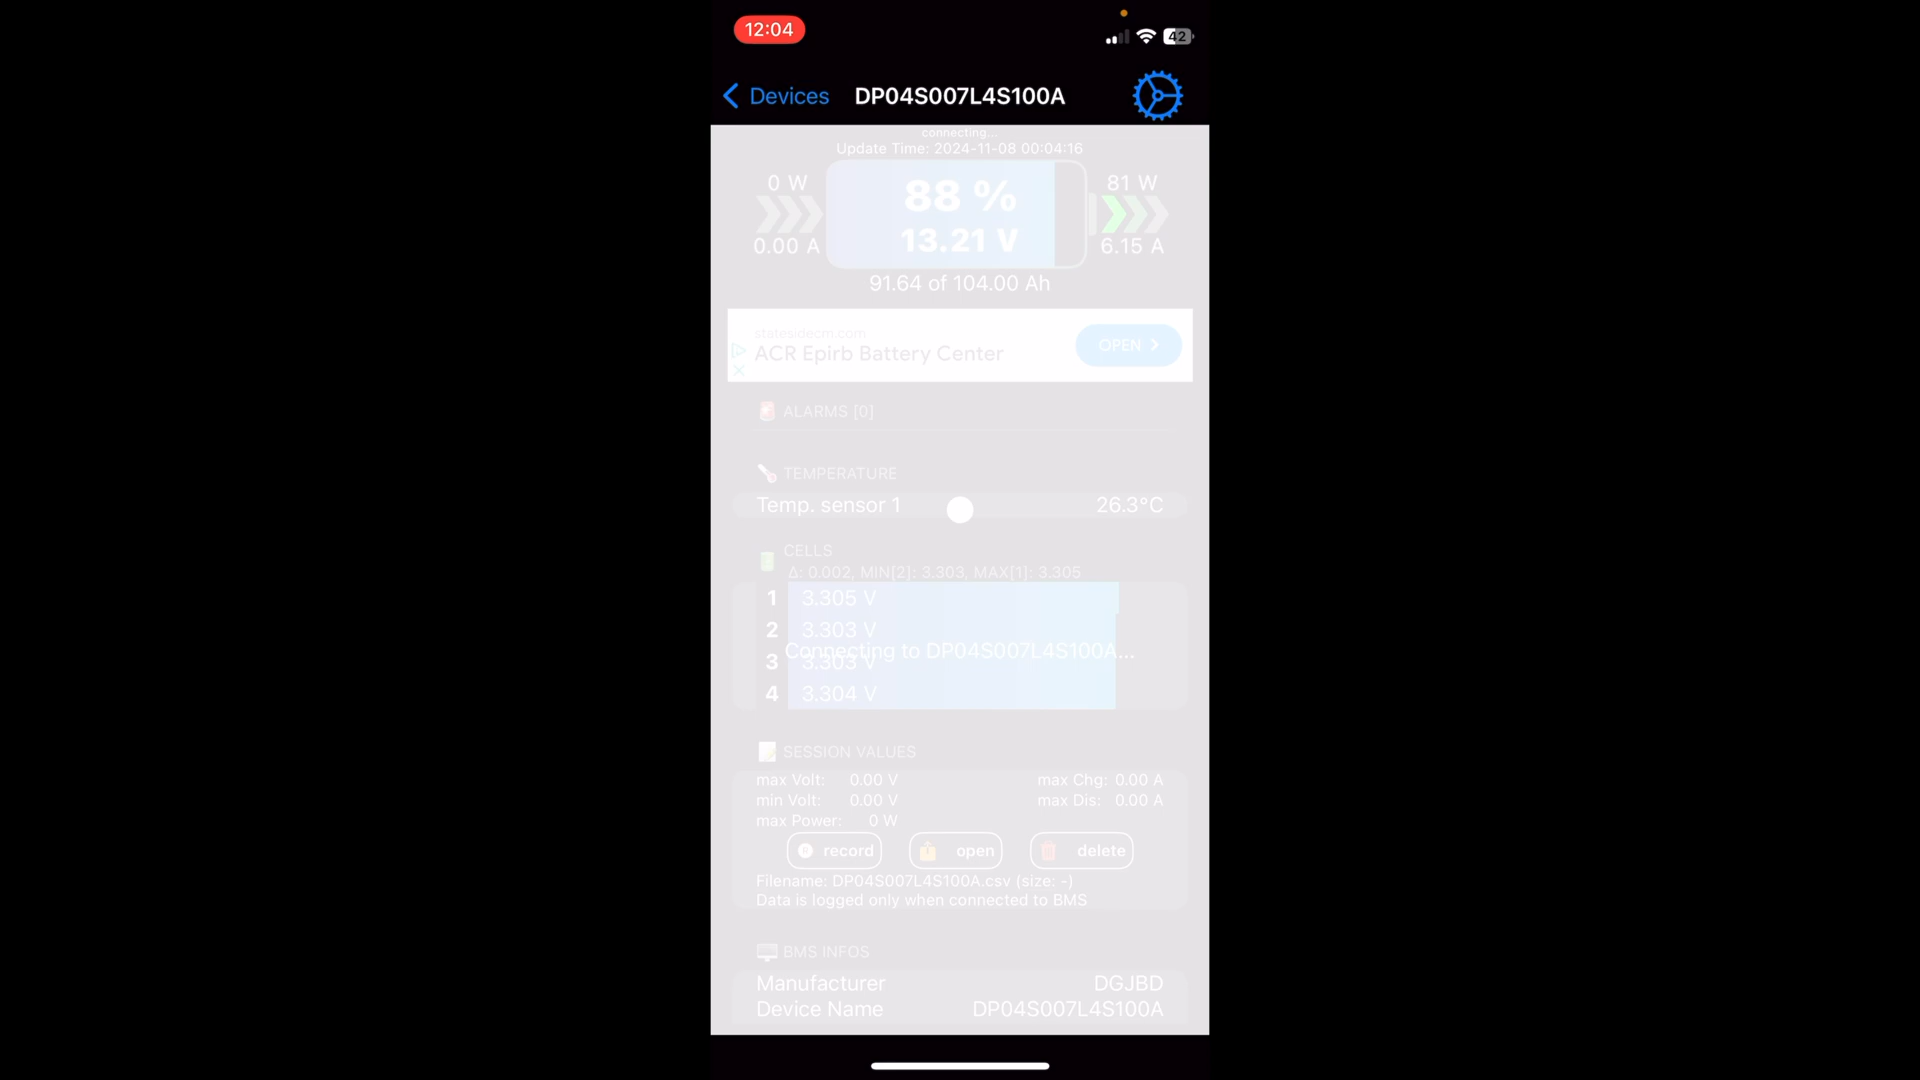 12:04
42
Devices
DP04S007L4S100A
connecting...
Update Time: 2024-11-08 00:04:16
0 W
88 %
81 W
0.00 A
13.21 V
6.15 A
91.64 of 104.00 Ah
statesidecm.com
ACR Epirb Battery Center
OPEN
ALARMS [0]
TEMPERATURE
Temp. sensor 1
26.3°C
CELLS
Δ: 0.002, MIN[2]: 3.303, MAX[1]: 3.305
1 3.305 V
2 3.303 V
Connecting to DP04S007L4S100A...
3 3.303 V
4 3.304 V
SESSION VALUES
max Volt: 0.00 V max Chg: 0.00 A
min Volt: 0.00 V max Dis: 0.00 A
max Power: 0 W
record open delete
Filename: DP04S007L4S100A.csv (size: -)
Data is logged only when connected to BMS
BMS INFOS
Manufacturer DGJBD
Device Name DP04S007L4S100A